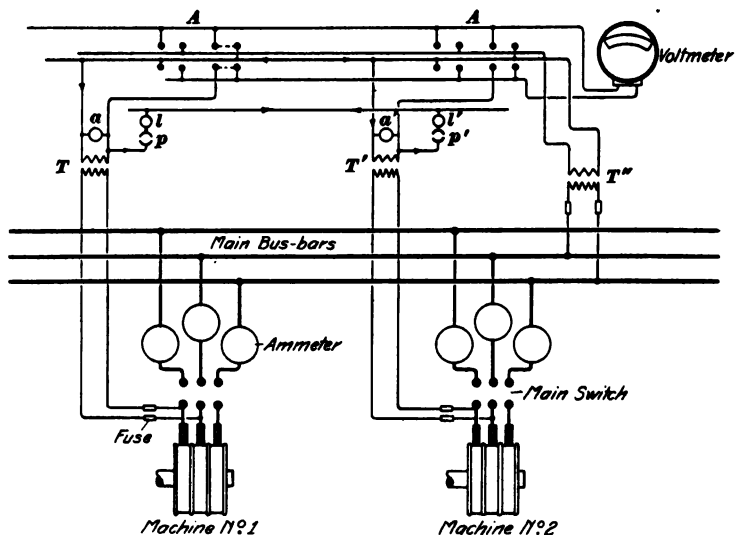 A
A
Voltmeter
a
l
p
a'
l'
p'
T
T'
T"
Main Bus-bars
Ammeter
Main Switch
Fuse
Machine No. 1
Machine No. 2